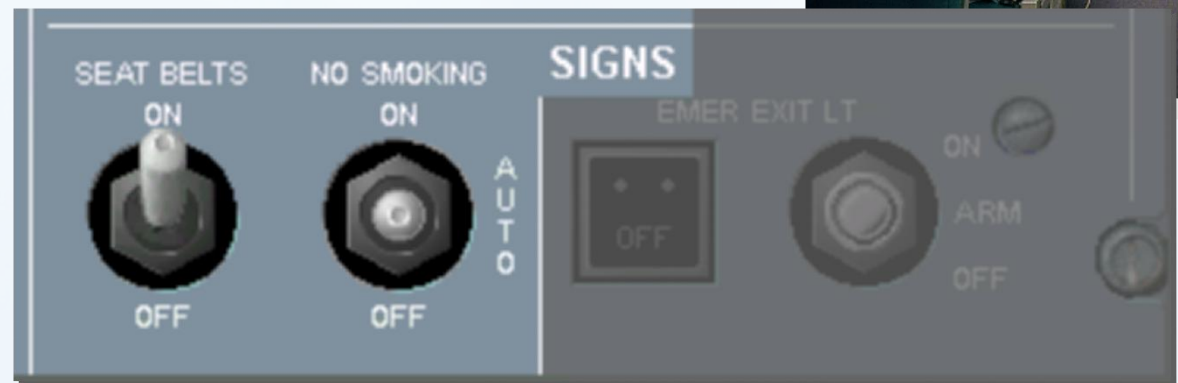 SIGNS
SEAT BELTS
ON
OFF
NO SMOKING
ON
AUTO
OFF
EMER EXIT LT
OFF
ON
ARM
OFF